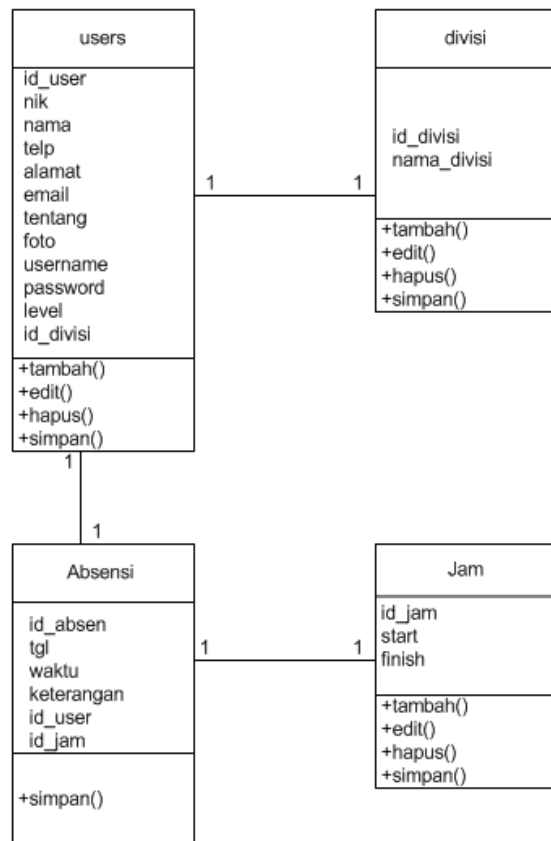 users
id_user
nik
nama
telp
alamat
email
tentang
foto
username
password
level
id_divisi
+tambah()
+edit()
+hapus()
+simpan()
divisi
id_divisi
nama_divisi
+tambah()
+edit()
+hapus()
+simpan()
1
1
1
1
Absensi
id_absen
tgl
waktu
keterangan
id_user
id_jam
+simpan()
1
1
Jam
id_jam
start
finish
+tambah()
+edit()
+hapus()
+simpan()